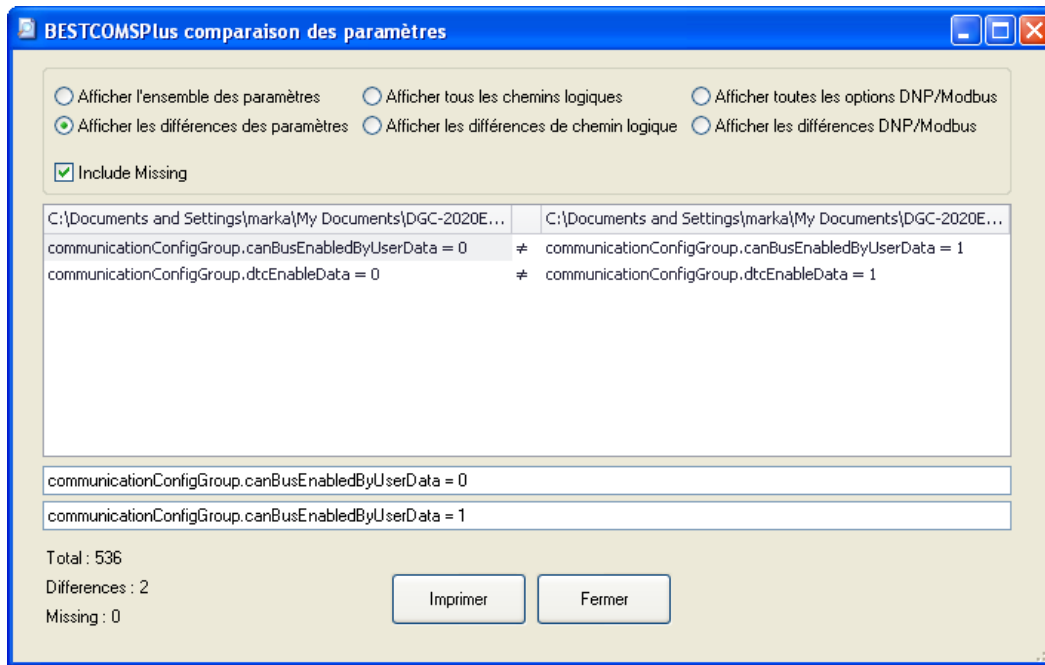 BESTCOMSPlus comparaison des paramètres
Afficher l'ensemble des paramètres Afficher tous les chemins logiques Afficher toutes les options DNP/Modbus
Afficher les différences des paramètres Afficher les différences de chemin logique Afficher les différences DNP/Modbus
Include Missing
C:\Documents and Settings\marka\My Documents\DGC-2020E... C:\Documents and Settings\marka\My Documents\DGC-2020E...
communicationConfigGroup.canBusEnabledByUserData = 0 ≠ communicationConfigGroup.canBusEnabledByUserData = 1
communicationConfigGroup.dtcEnableData = 0 ≠ communicationConfigGroup.dtcEnableData = 1
communicationConfigGroup.canBusEnabledByUserData = 0
communicationConfigGroup.canBusEnabledByUserData = 1
Total : 536
Differences : 2
Missing : 0
Imprimer Fermer